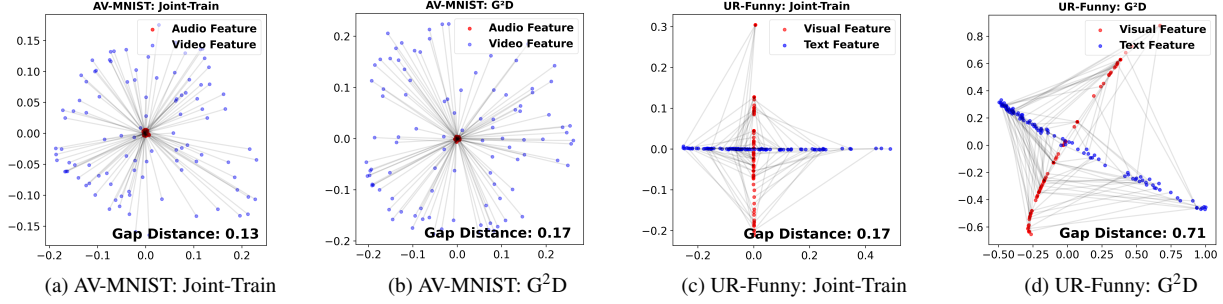 AV-MNIST: Joint-Train
Audio Feature
Video Feature
0.15
0.10
0.05
0.00
−0.05
−0.10
−0.15
−0.2
−0.1
0.0
0.1
0.2
Gap Distance: 0.13
(a) AV-MNIST: Joint-Train
AV-MNIST: G²D
Audio Feature
Video Feature
0.2
0.1
0.0
−0.1
−0.2
−0.2
−0.1
0.0
0.1
0.2
Gap Distance: 0.17
(b) AV-MNIST: G²D
UR-Funny: Joint-Train
Visual Feature
Text Feature
0.3
0.2
0.1
0.0
−0.1
−0.2
−0.2
−0.1
0.0
0.1
0.2
0.3
0.4
0.5
Gap Distance: 0.17
(c) UR-Funny: Joint-Train
UR-Funny: G²D
Visual Feature
Text Feature
0.8
0.6
0.4
0.2
0.0
−0.2
−0.4
−0.6
−0.50
−0.25
0.00
0.25
0.50
0.75
1.00
Gap Distance: 0.71
(d) UR-Funny: G²D